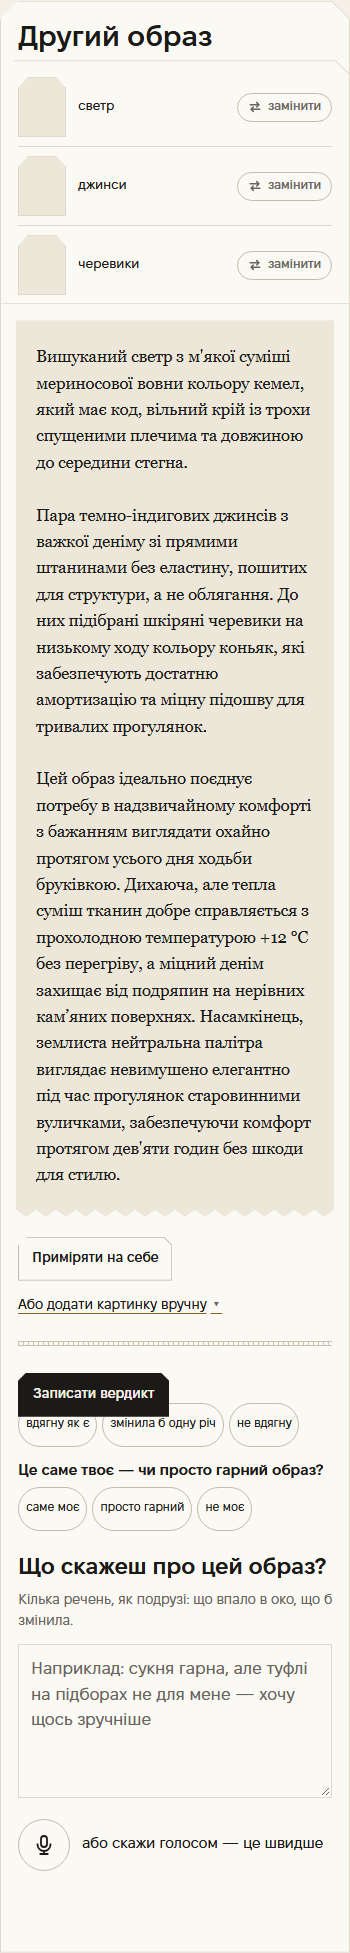 Другий образ
светр
замінити
джинси
замінити
черевики
замінити
Вишуканий светр з м'якої суміші
мериносової вовни кольору кемел,
який має код, вільний крій із трохи
спущеними плечима та довжиною
до середини стегна.
Пара темно-індигових джинсів з
важкої деніму зі прямими
штанинами без еластину, пошитих
для структури, а не облягання. До
них підібрані шкіряні черевики на
низькому ходу кольору коньяк, які
забезпечують достатню
амортизацію та міцну підошву для
тривалих прогулянок.
Цей образ ідеально поєднує
потребу в надзвичайному комфорті
з бажанням виглядати охайно
протягом усього дня ходьби
бруківкою. Дихаюча, але тепла
суміш тканин добре справляється з
прохолодною температурою +12 °C
без перегріву, а міцний денім
захищає від подряпин на нерівних
кам’яних поверхнях. Насамкінець,
землиста нейтральна палітра
виглядає невимушено елегантно
під час прогулянок старовинними
вуличками, забезпечуючи комфорт
протягом дев'яти годин без шкоди
для стилю.
Приміряти на себе
Або додати картинку вручну
Записати вердикт
вдягну як є
змінила б одну річ
не вдягну
Це саме твоє — чи просто гарний образ?
саме моє
просто гарний
не моє
Що скажеш про цей образ?
Кілька речень, як подрузі: що впало в око, що б
змінила.
Наприклад: сукня гарна, але туфлі
на підборах не для мене — хочу
щось зручніше
або скажи голосом — це швидше